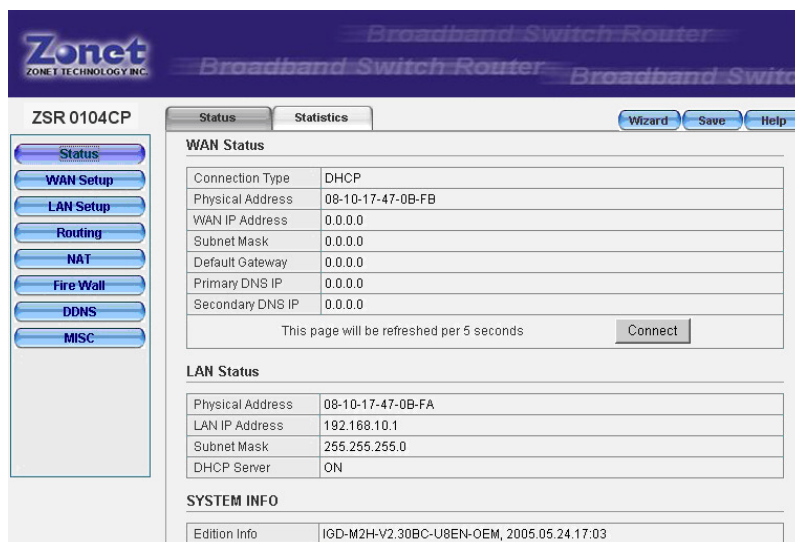 Broadband Switch Router
Zonet
ZONET TECHNOLOGY INC.
Broadband Switch Router
Broadband Switc
ZSR 0104CP
Status
Statistics
Wizard
Save
Help
Status
WAN Setup
LAN Setup
Routing
NAT
Fire Wall
DDNS
MISC
WAN Status
Connection Type DHCP
Physical Address 08-10-17-47-0B-FB
WAN IP Address 0.0.0.0
Subnet Mask 0.0.0.0
Default Gateway 0.0.0.0
Primary DNS IP 0.0.0.0
Secondary DNS IP 0.0.0.0
This page will be refreshed per 5 seconds Connect
LAN Status
Physical Address 08-10-17-47-0B-FA
LAN IP Address 192.168.10.1
Subnet Mask 255.255.255.0
DHCP Server ON
SYSTEM INFO
Edition Info IGD-M2H-V2.30BC-U8EN-OEM, 2005.05.24.17:03